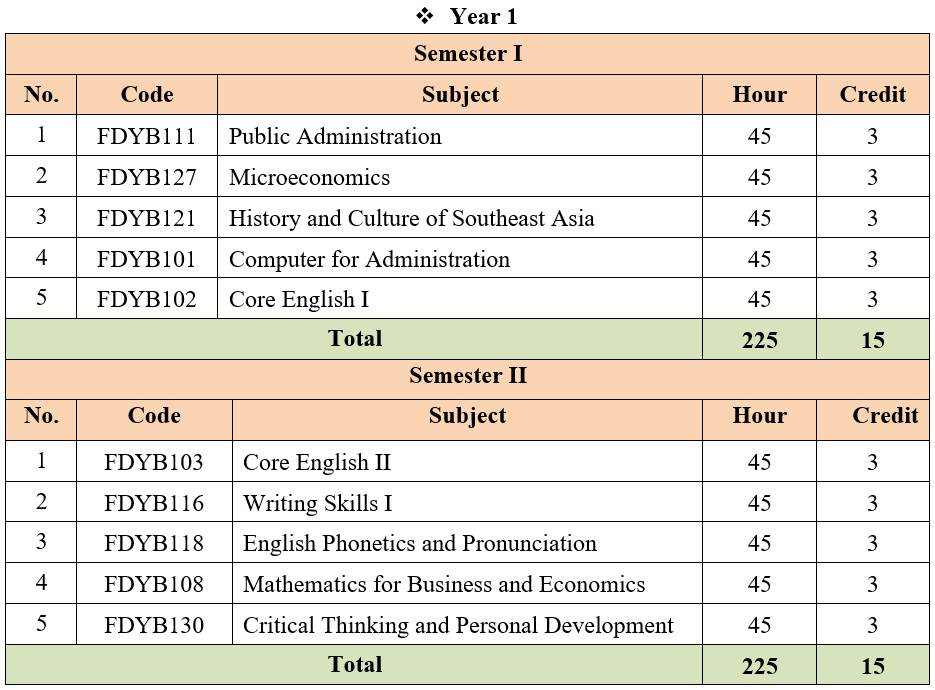 ❖ Year 1
Semester I
No. Code Subject Hour Credit
1 FDYB111 Public Administration 45 3
2 FDYB127 Microeconomics 45 3
3 FDYB121 History and Culture of Southeast Asia 45 3
4 FDYB101 Computer for Administration 45 3
5 FDYB102 Core English I 45 3
Total 225 15
Semester II
No. Code Subject Hour Credit
1 FDYB103 Core English II 45 3
2 FDYB116 Writing Skills I 45 3
3 FDYB118 English Phonetics and Pronunciation 45 3
4 FDYB108 Mathematics for Business and Economics 45 3
5 FDYB130 Critical Thinking and Personal Development 45 3
Total 225 15